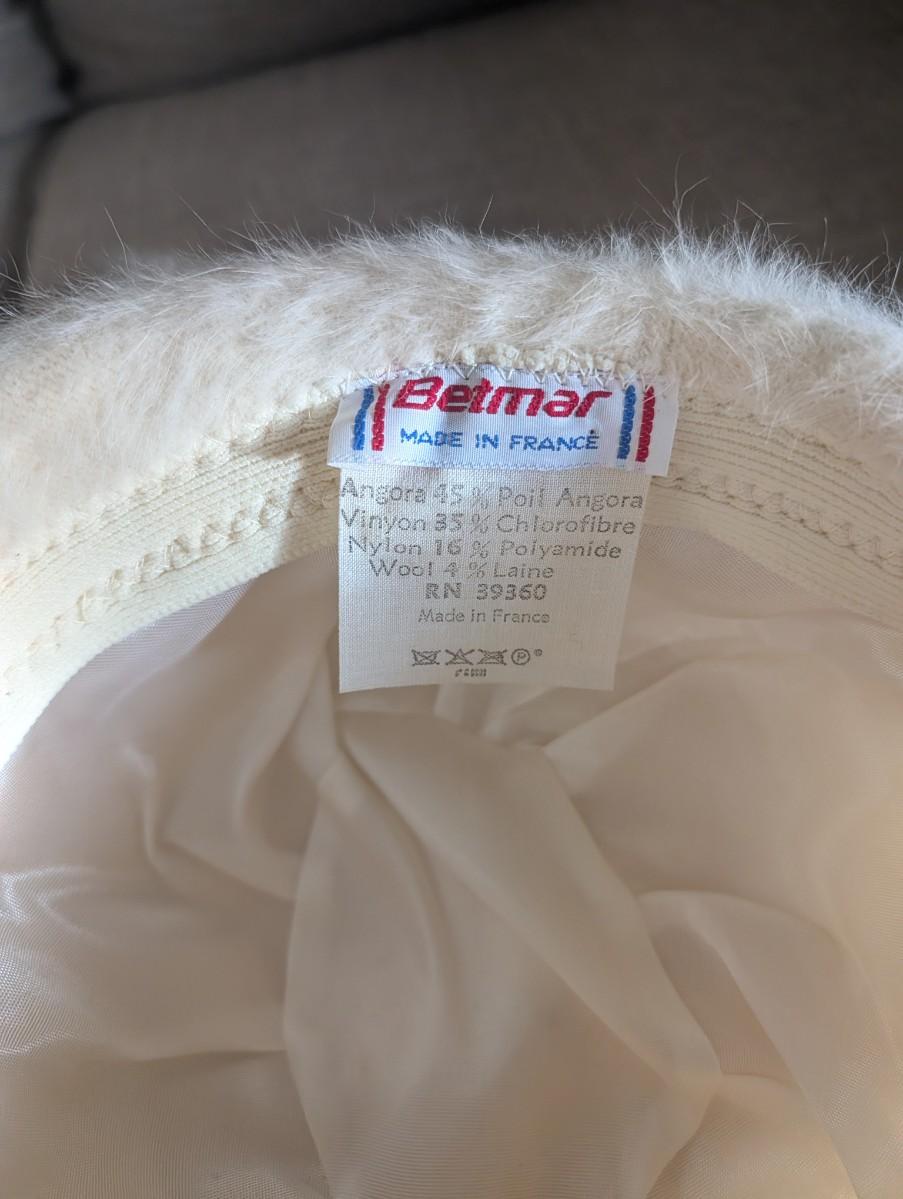 Betmar
MADE IN FRANCE
Angora 45 % Poil Angora
Vinyon 35 % Chlorofibre
Nylon 16 % Polyamide
Wool 4 % Laine
RN 39360
Made in France
P